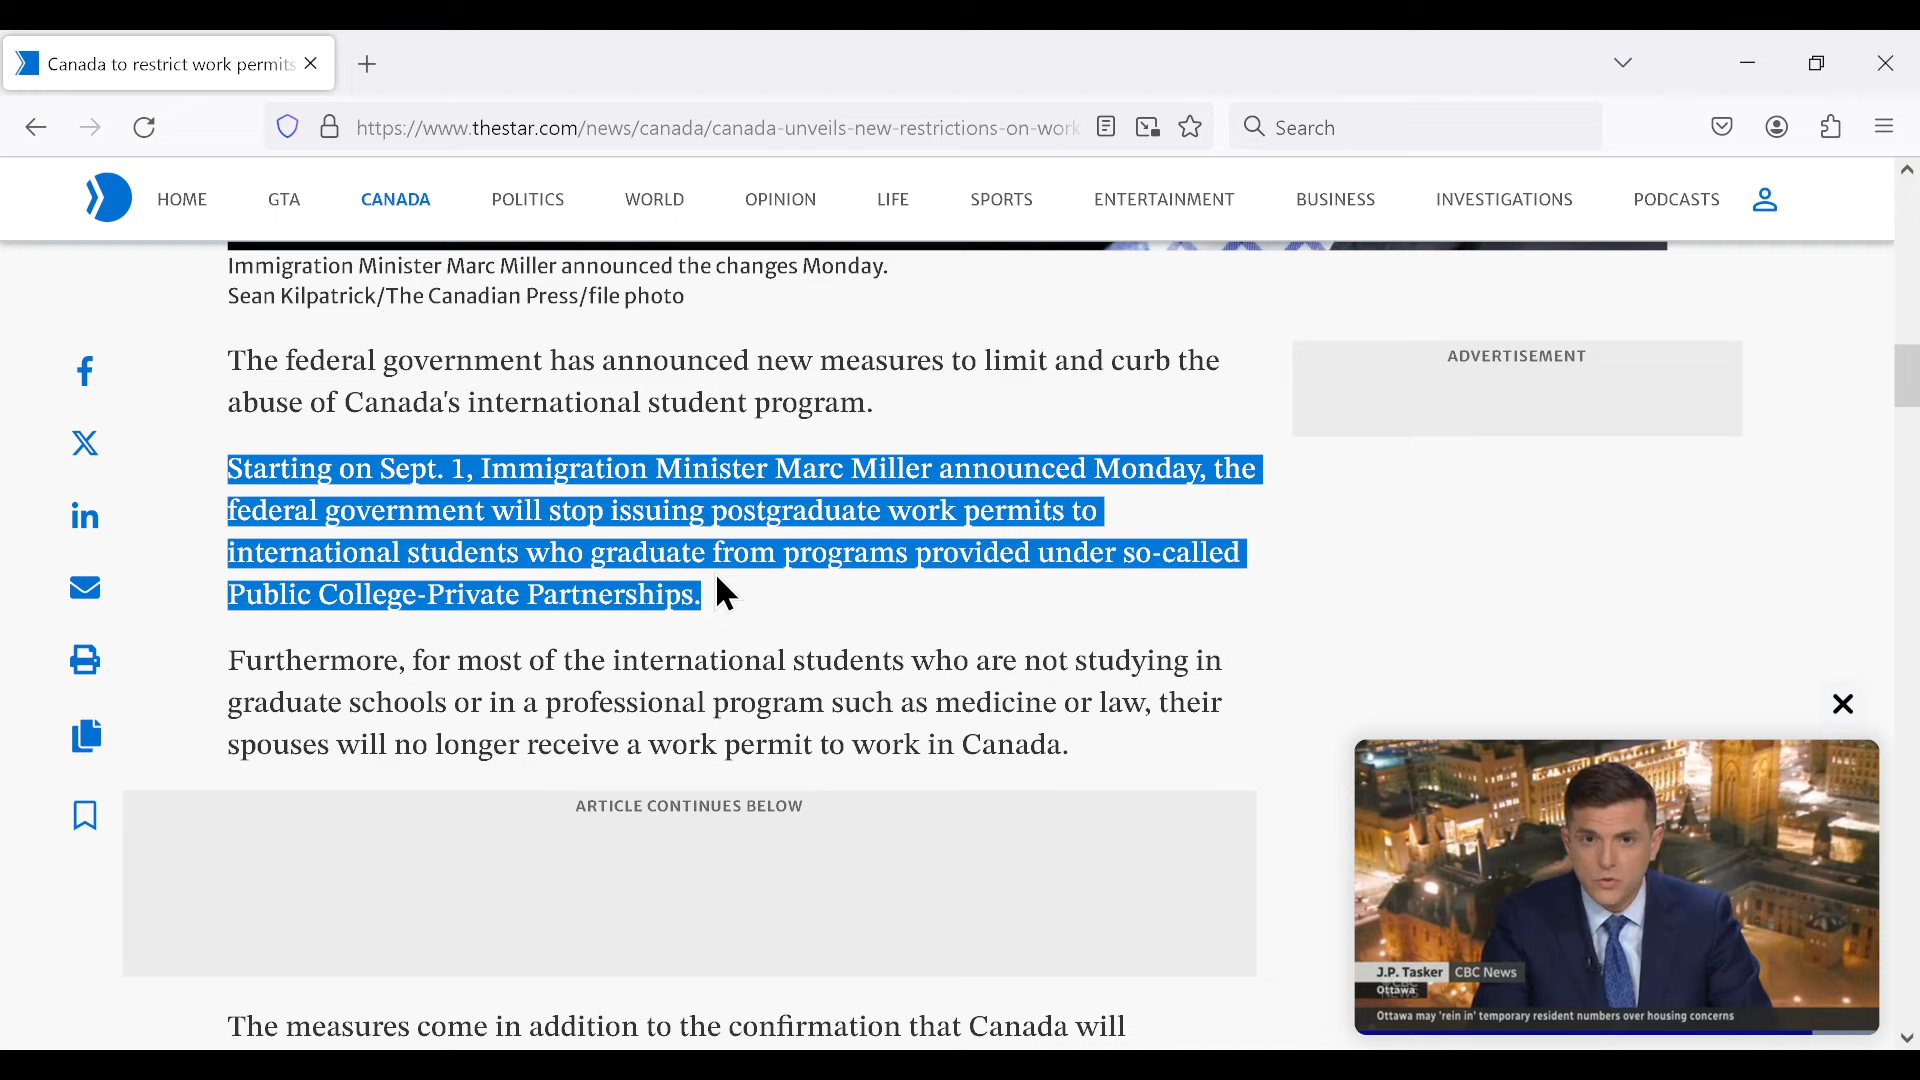 Canada to restrict work permits
https://www.thestar.com/news/canada/canada-unveils-new-restrictions-on-work
Search
HOME
GTA
CANADA
POLITICS
WORLD
OPINION
LIFE
SPORTS
ENTERTAINMENT
BUSINESS
INVESTIGATIONS
PODCASTS
Immigration Minister Marc Miller announced the changes Monday.
Sean Kilpatrick/The Canadian Press/file photo
The federal government has announced new measures to limit and curb the
abuse of Canada's international student program.
ADVERTISEMENT
Starting on Sept. 1, Immigration Minister Marc Miller announced Monday, the
federal government will stop issuing postgraduate work permits to
international students who graduate from programs provided under so-called
Public College-Private Partnerships.
Furthermore, for most of the international students who are not studying in
graduate schools or in a professional program such as medicine or law, their
spouses will no longer receive a work permit to work in Canada.
ARTICLE CONTINUES BELOW
The measures come in addition to the confirmation that Canada will
J.P. Tasker CBC News
Ottawa
Ottawa may 'rein in' temporary resident numbers over housing concerns